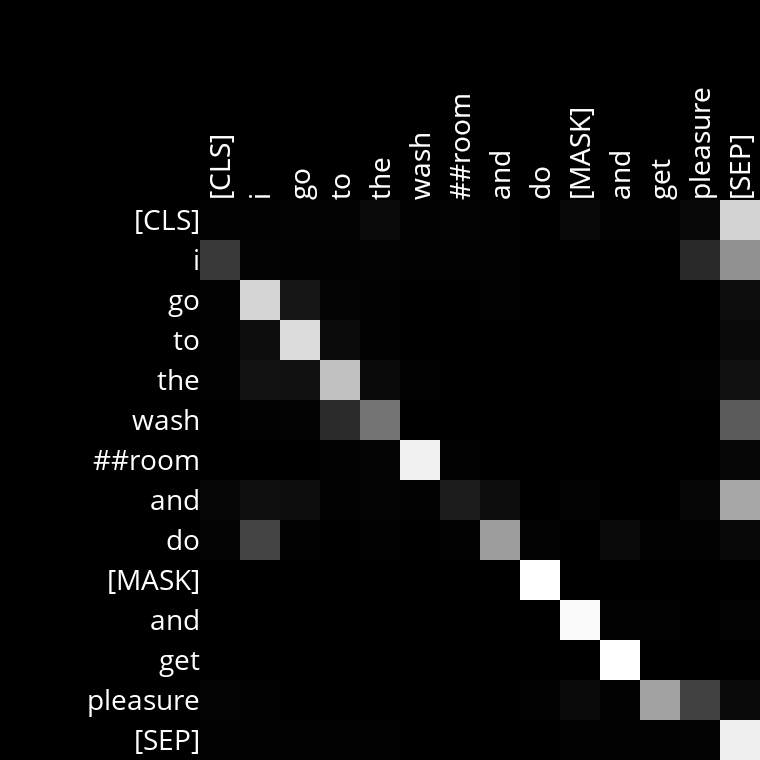 [CLS] i go to the wash ##room and do [MASK] and get pleasure [SEP]
[CLS]
i
go
to
the
wash
##room
and
do
[MASK]
and
get
pleasure
[SEP]